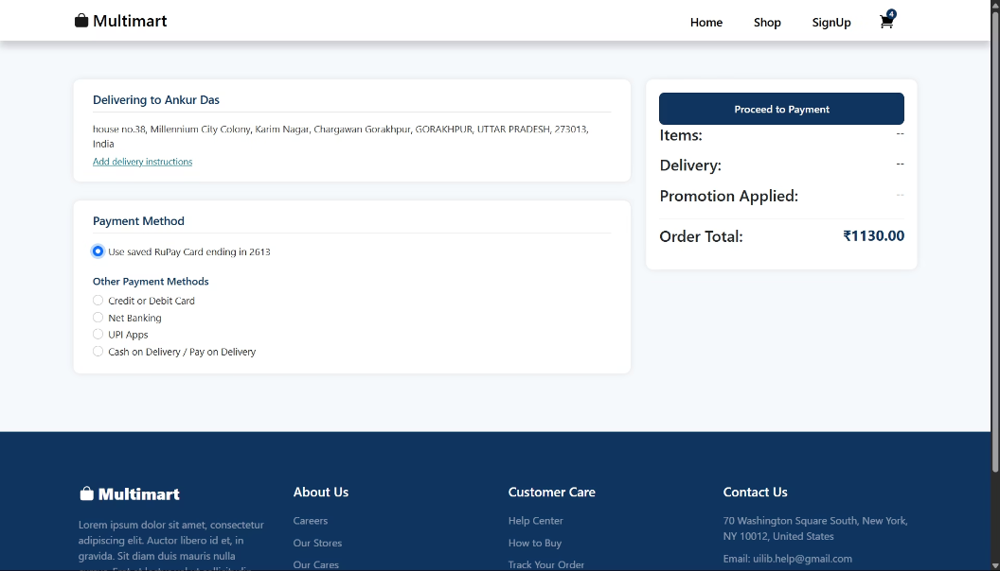 Multimart
Home
Shop
SignUp
4
Delivering to Ankur Das
house no.38, Millennium City Colony, Karim Nagar, Chargawan Gorakhpur, GORAKHPUR, UTTAR PRADESH, 273013,
India
Add delivery instructions
Payment Method
Use saved RuPay Card ending in 2613
Other Payment Methods
Credit or Debit Card
Net Banking
UPI Apps
Cash on Delivery / Pay on Delivery
Proceed to Payment
Items: --
Delivery: --
Promotion Applied: --
Order Total: ₹1130.00
Multimart
Lorem ipsum dolor sit amet, consectetur
adipiscing elit. Auctor libero id et, in
gravida. Sit diam duis mauris nulla
About Us
Careers
Our Stores
Our Cares
Customer Care
Help Center
How to Buy
Track Your Order
Contact Us
70 Washington Square South, New York,
NY 10012, United States
Email: uilib.help@gmail.com